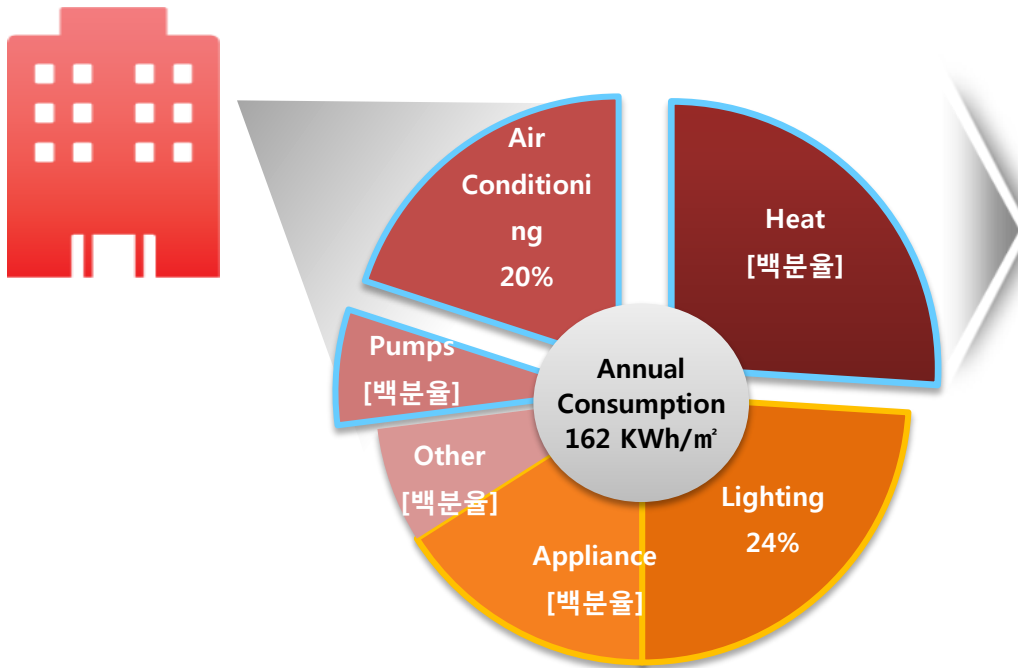 Air
Conditioni
ng
20%
Heat
[백분율]
Pumps
[백분율]
Annual
Consumption
162 KWh/㎡
Other
[백분율]
Lighting
24%
Appliance
[백분율]